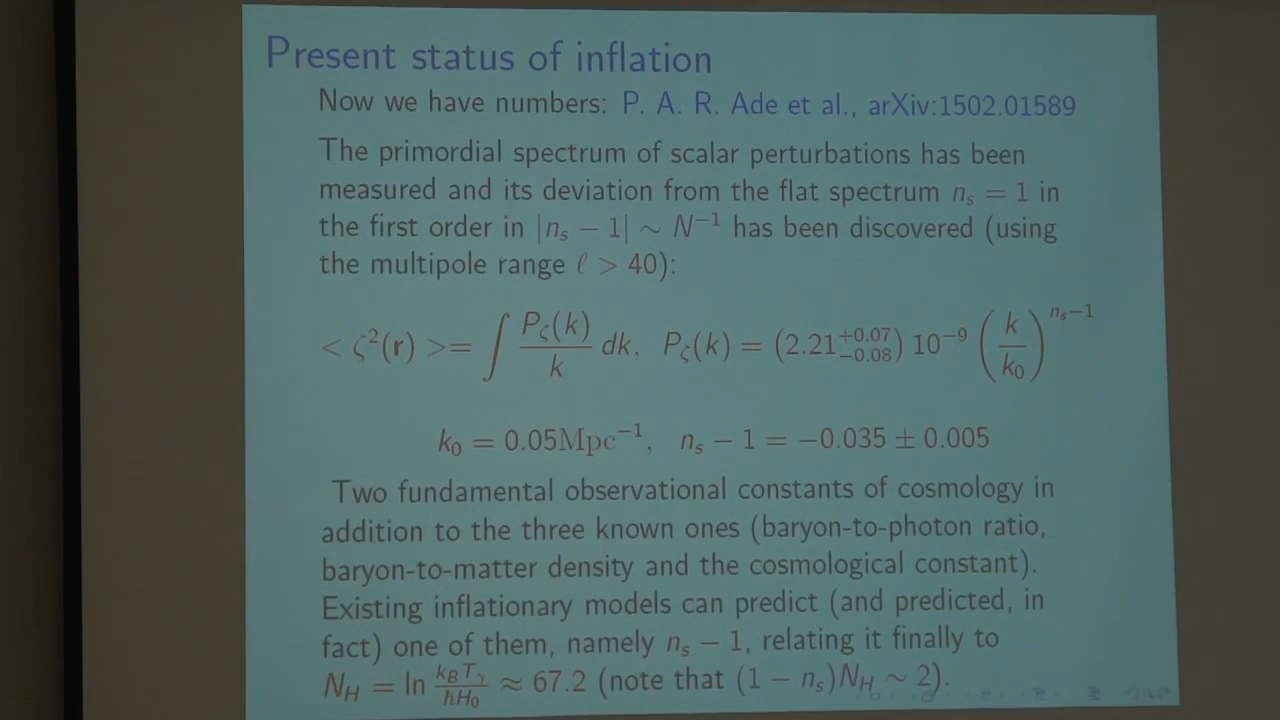 Present status of inflation
Now we have numbers: P. A. R. Ade et al., arXiv:1502.01589
The primordial spectrum of scalar perturbations has been
measured and its deviation from the flat spectrum n_s = 1 in
the first order in |n_s − 1| ∼ N^{−1} has been discovered (using
the multipole range ℓ > 40):
< ζ²(r) >= ∫ P_ζ(k)/k dk, P_ζ(k) = (2.21^{+0.07}_{−0.08}) 10^{−9} (k/k_0)^{n_s−1}
k_0 = 0.05Mpc^{−1}, n_s − 1 = −0.035 ± 0.005
Two fundamental observational constants of cosmology in
addition to the three known ones (baryon-to-photon ratio,
baryon-to-matter density and the cosmological constant).
Existing inflationary models can predict (and predicted, in
fact) one of them, namely n_s − 1, relating it finally to
N_H = ln k_B T_γ/ħH_0 ≈ 67.2 (note that (1 − n_s)N_H ∼ 2).